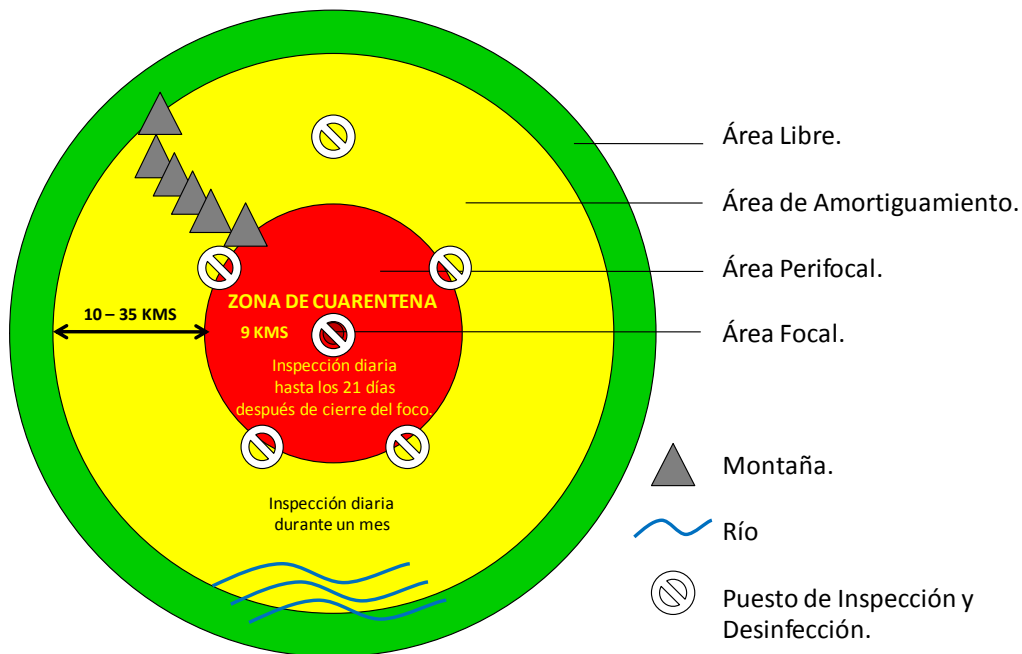 Área Libre.
Área de Amortiguamiento.
Área Perifocal.
ZONA DE CUARENTENA
10 – 35 KMS
9 KMS
Área Focal.
Inspección diaria
hasta los 21 días
después de cierre del foco.
Montaña.
Inspección diaria
durante un mes
Río
Puesto de Inspección y
Desinfección.